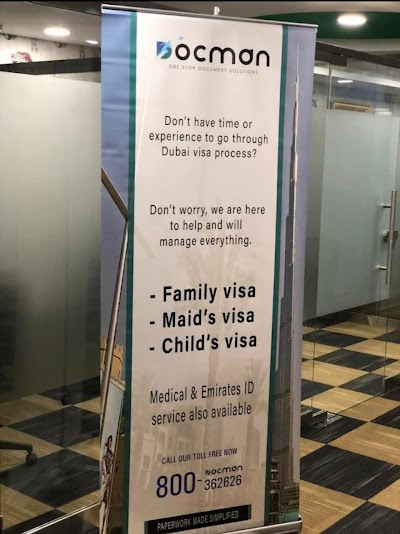 Docman
ONE STOP DOCUMENT SOLUTIONS
Don't have time or
experience to go through
Dubai visa process?
Don't worry, we are here
to help and will
manage everything.
- Family visa
- Maid's visa
- Child's visa
Medical & Emirates ID
service also available
CALL OUR TOLL FREE NOW
Docman
800-362626
PAPERWORK MADE SIMPLIFIED